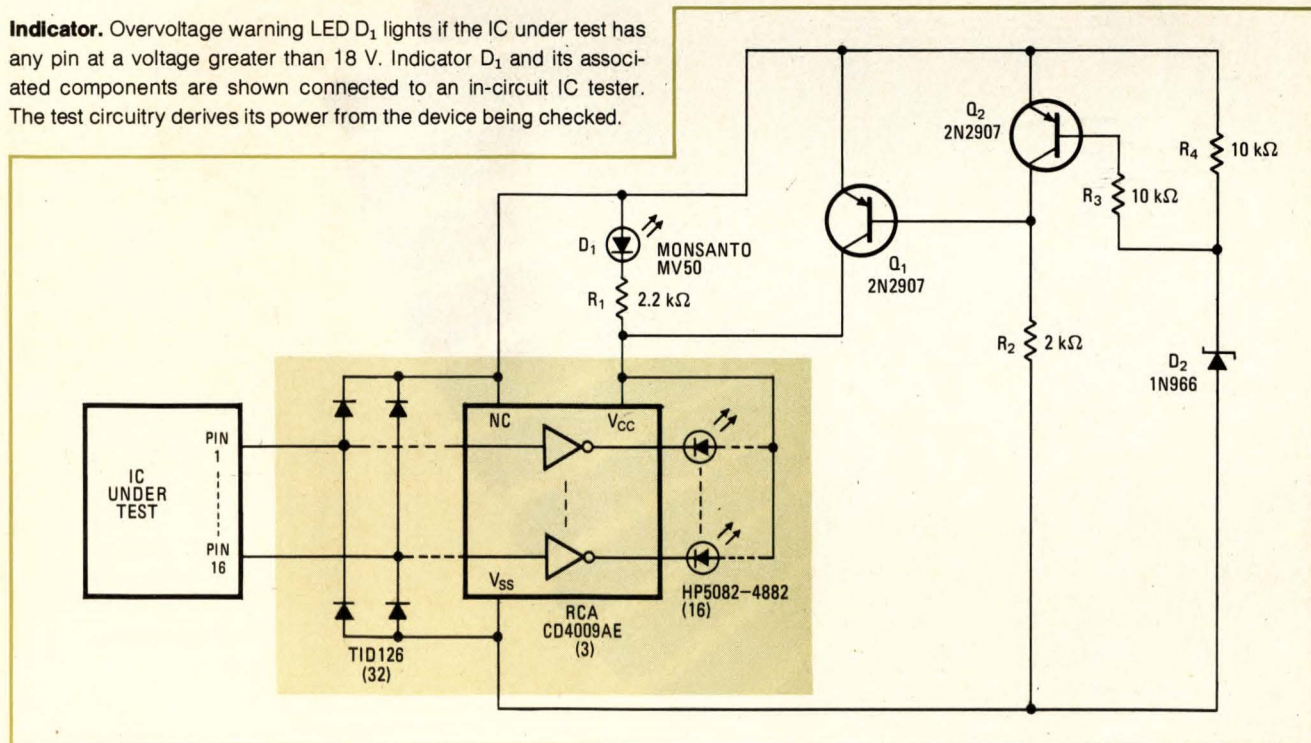 Indicator. Overvoltage warning LED D₁ lights if the IC under test has
any pin at a voltage greater than 18 V. Indicator D₁ and its associ-
ated components are shown connected to an in-circuit IC tester.
The test circuitry derives its power from the device being checked.
Q₂
2N2907
R₄
10 kΩ
R₃
10 kΩ
D₁
MONSANTO
MV50
Q₁
2N2907
R₁
2.2 kΩ
R₂
2 kΩ
D₂
1N966
NC
V_CC
PIN
1
IC
UNDER
TEST
PIN
16
V_SS
HP5082–4882
(16)
RCA
CD4009AE
(3)
TID126
(32)